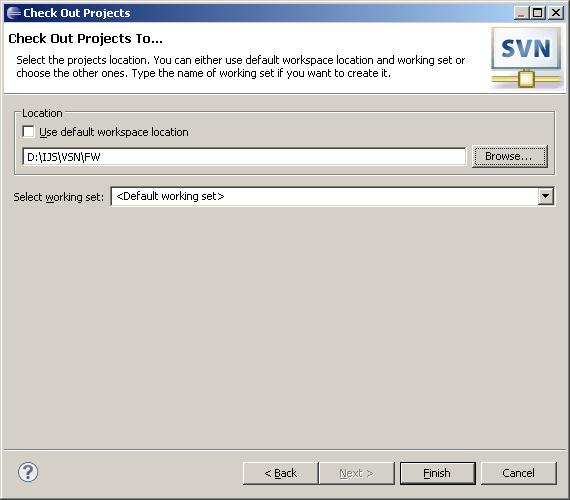 Check Out Projects
Check Out Projects To...
Select the projects location. You can either use default workspace location and working set or
choose the other ones. Type the name of working set if you want to create it.
SVN
Location
Use default workspace location
D:\IJS\VSN\FW
Browse...
Select working set: <Default working set>
?
< Back
Next >
Finish
Cancel